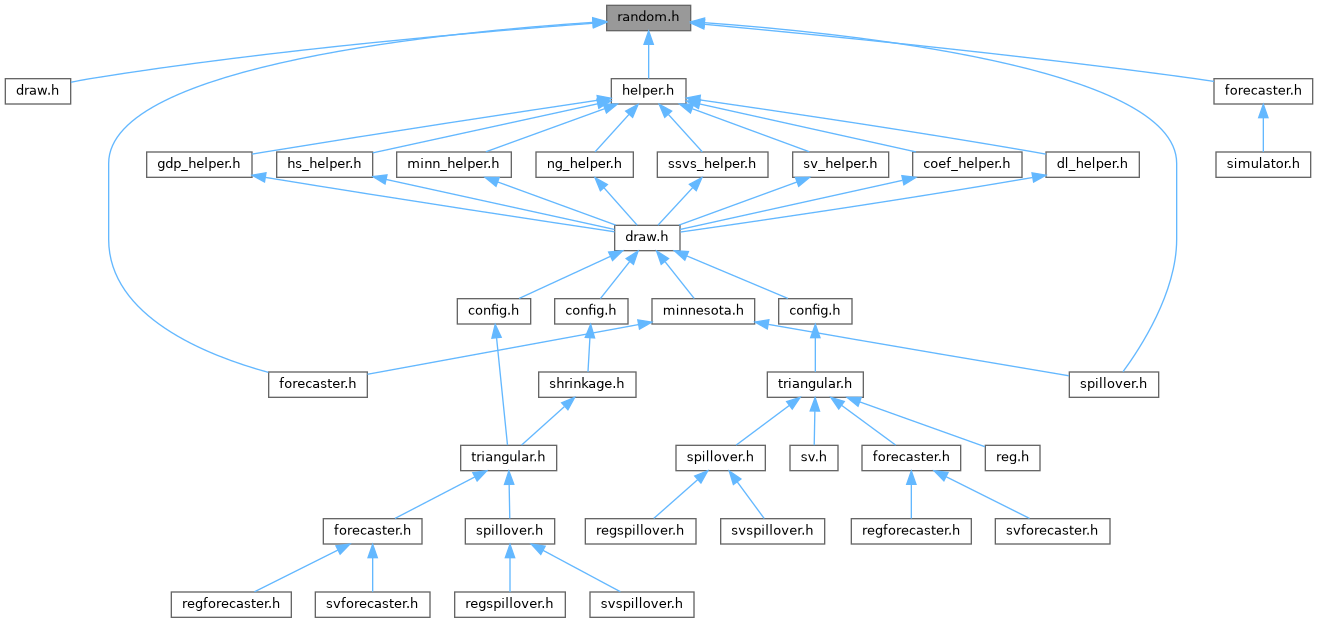 random.h
draw.h
helper.h
forecaster.h
gdp_helper.h
hs_helper.h
minn_helper.h
ng_helper.h
ssvs_helper.h
sv_helper.h
coef_helper.h
dl_helper.h
simulator.h
draw.h
config.h
config.h
minnesota.h
config.h
forecaster.h
shrinkage.h
triangular.h
spillover.h
triangular.h
spillover.h
sv.h
forecaster.h
reg.h
forecaster.h
spillover.h
regspillover.h
svspillover.h
regforecaster.h
svforecaster.h
regforecaster.h
svforecaster.h
regspillover.h
svspillover.h